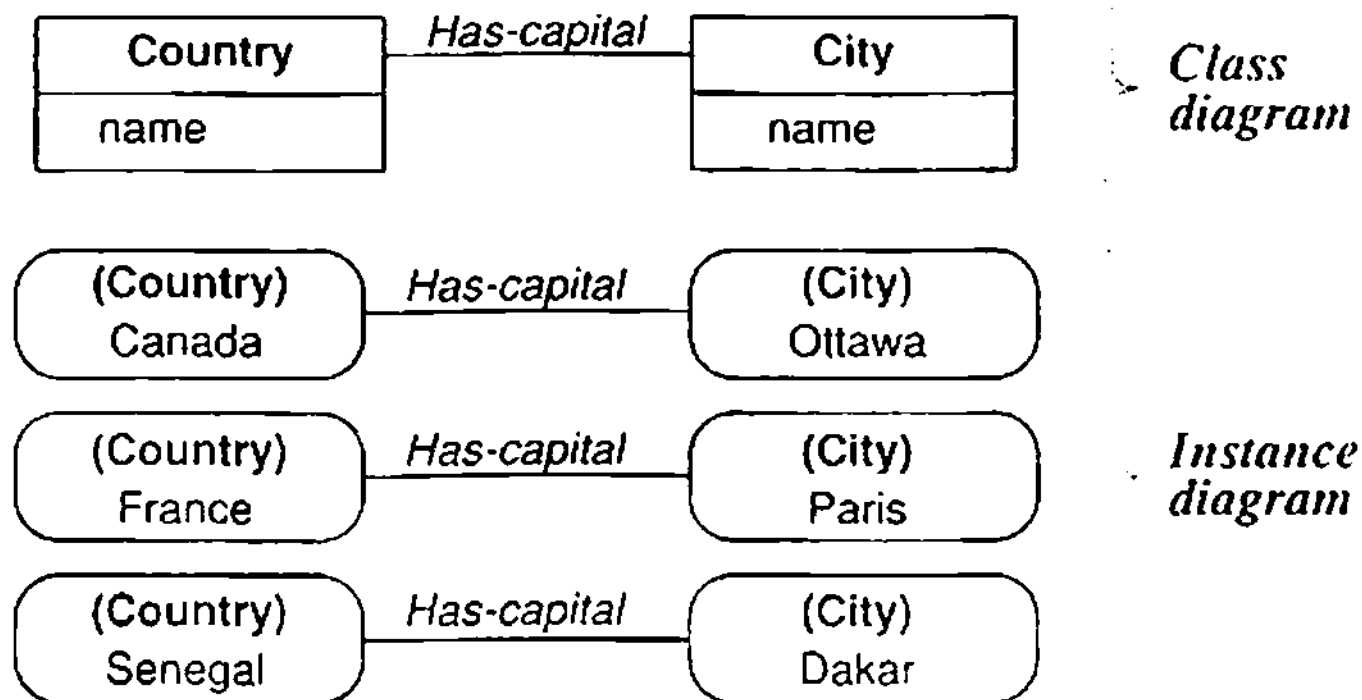 Country Has-capital City
name name
Class
diagram
(Country) Has-capital (City)
Canada Ottawa
(Country) Has-capital (City)
France Paris
Instance
diagram
(Country) Has-capital (City)
Senegal Dakar